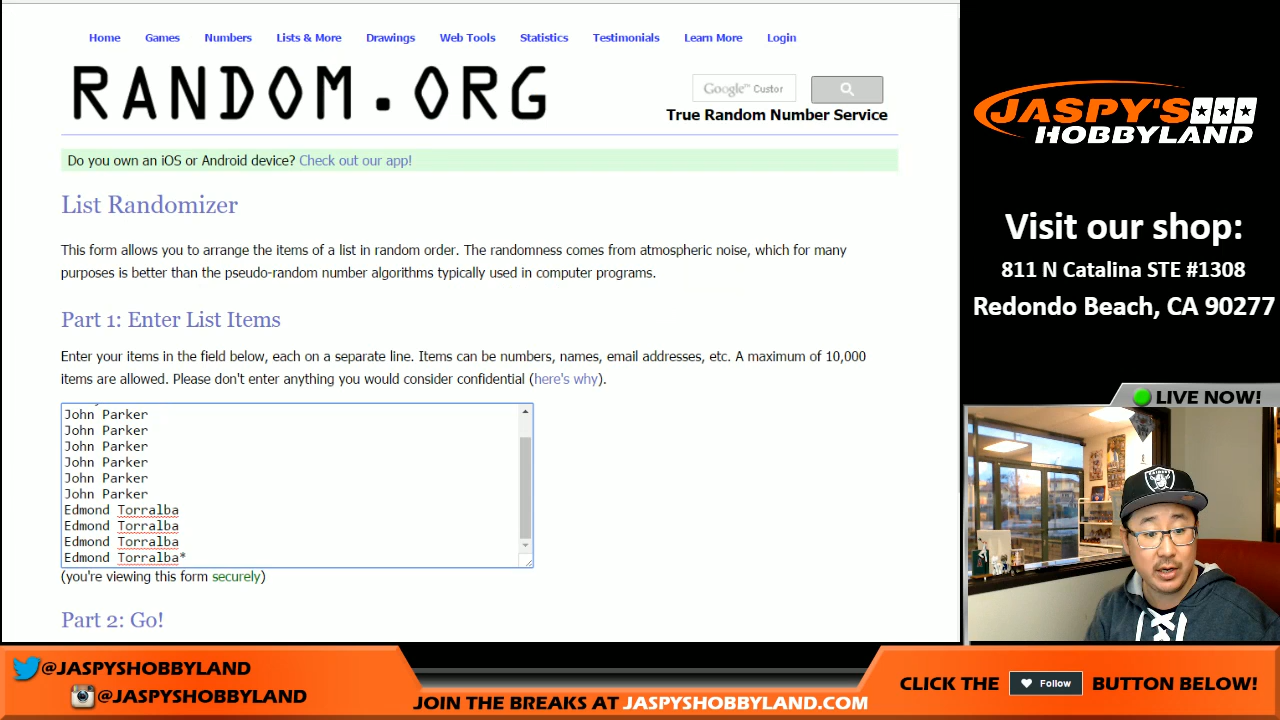 Home Games Numbers Lists & More Drawings Web Tools Statistics Testimonials Learn More Login
RANDOM.ORG
Google™ Custor
True Random Number Service
Do you own an iOS or Android device? Check out our app!
List Randomizer
This form allows you to arrange the items of a list in random order. The randomness comes from atmospheric noise, which for many
purposes is better than the pseudo-random number algorithms typically used in computer programs.
Part 1: Enter List Items
Enter your items in the field below, each on a separate line. Items can be numbers, names, email addresses, etc. A maximum of 10,000
items are allowed. Please don't enter anything you would consider confidential (here's why).
John Parker
John Parker
John Parker
John Parker
John Parker
John Parker
Edmond Torralba
Edmond Torralba
Edmond Torralba
Edmond Torralba*
(you're viewing this form securely)
Part 2: Go!
JASPY'S
HOBBYLAND
Visit our shop:
811 N Catalina STE #1308
Redondo Beach, CA 90277
LIVE NOW!
RAIDERS
@JASPYSHOBBYLAND
@JASPYSHOBBYLAND
JOIN THE BREAKS AT JASPYSHOBBYLAND.COM
CLICK THE Follow BUTTON BELOW!